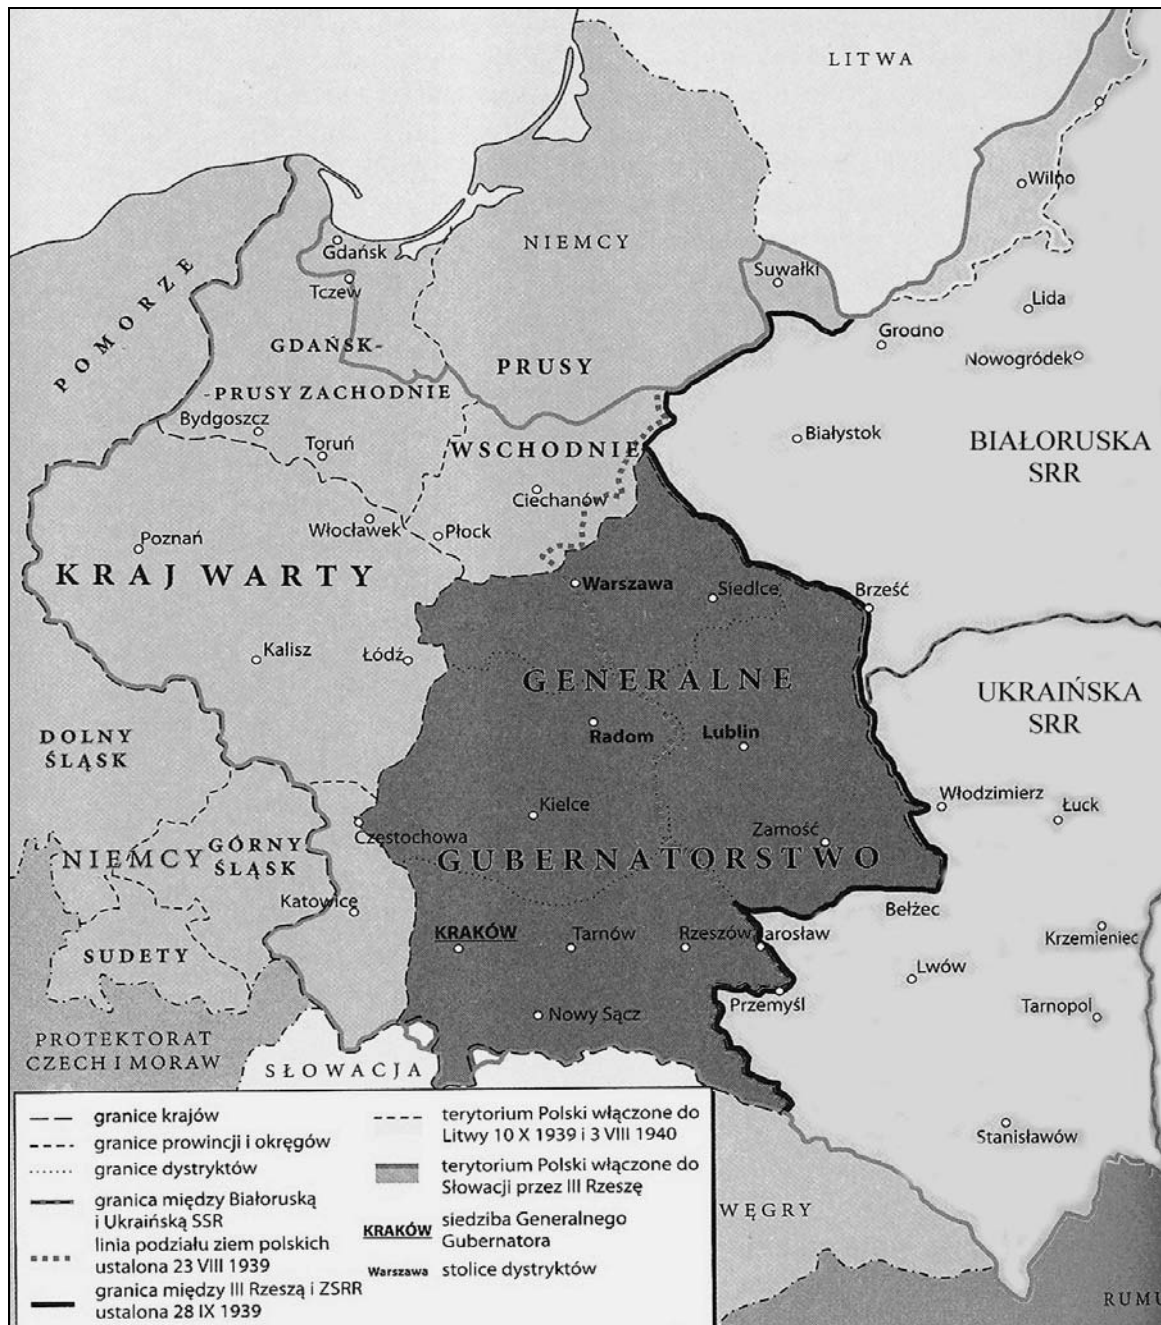 LITWA
Wilno
NIEMCY
Gdańsk
Suwałki
Tczew
Lida
POMORZE
Grodno
GDAŃSK-
Nowogródek
PRUSY
-PRUSY ZACHODNIE
Bydgoszcz
Białystok
BIAŁORUSKA
SRR
Toruń
WSCHODNIE
Ciechanów
Włocławek
Płock
Poznań
KRAJ WARTY
Warszawa
Siedlce
Brześć
Kalisz
Łódź
GENERALNE
UKRAIŃSKA
SRR
DOLNY
ŚLĄSK
Radom
Lublin
Włodzimierz
Łuck
Kielce
Częstochowa
Zamość
NIEMCY
GÓRNY
ŚLĄSK
GUBERNATORSTWO
Katowice
Bełżec
KRAKÓW
Tarnów
Rzeszów
arosław
Krzemieniec
SUDETY
Lwów
Przemyśl
Tarnopol
Nowy Sącz
PROTEKTORAT
CZECH I MORAW
SŁOWACJA
Stanisławów
WĘGRY
RUMU
granice krajów
granice prowincji i okręgów
granice dystryktów
granica między Białoruską
i Ukraińską SSR
linia podziału ziem polskich
ustalona 23 VIII 1939
granica między III Rzeszą i ZSRR
ustalona 28 IX 1939
terytorium Polski włączone do
Litwy 10 X 1939 i 3 VIII 1940
terytorium Polski włączone do
Słowacji przez III Rzeszę
KRAKÓW siedziba Generalnego
Gubernatora
Warszawa stolice dystryktów